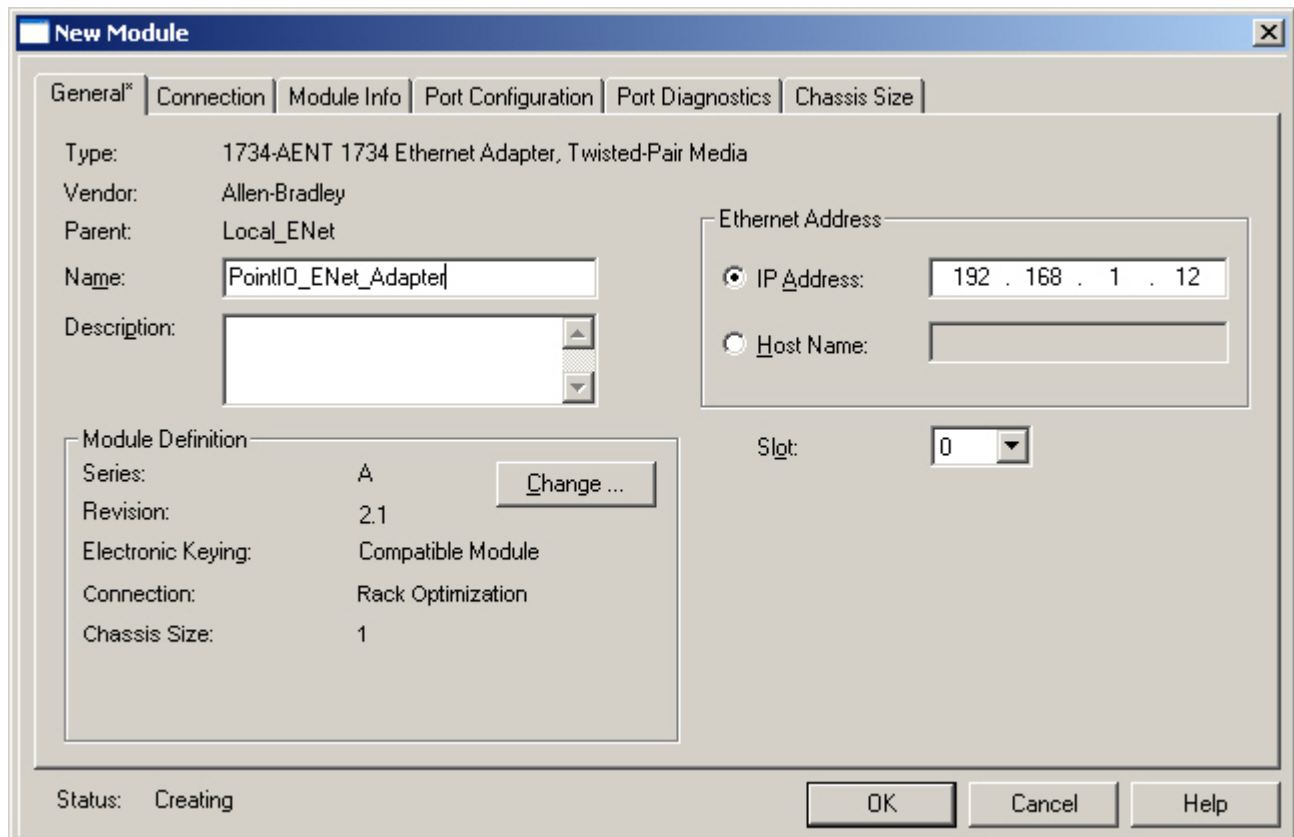 New Module
General* Connection Module Info Port Configuration Port Diagnostics Chassis Size
Type: 1734-AENT 1734 Ethernet Adapter, Twisted-Pair Media
Vendor: Allen-Bradley
Parent: Local_ENet
Name: PointIO_ENet_Adapter
Description:
Ethernet Address
IP Address: 192 . 168 . 1 . 12
Host Name:
Module Definition
Series: A
Change ...
Revision: 2.1
Electronic Keying: Compatible Module
Connection: Rack Optimization
Chassis Size: 1
Slot: 0
Status: Creating
OK Cancel Help